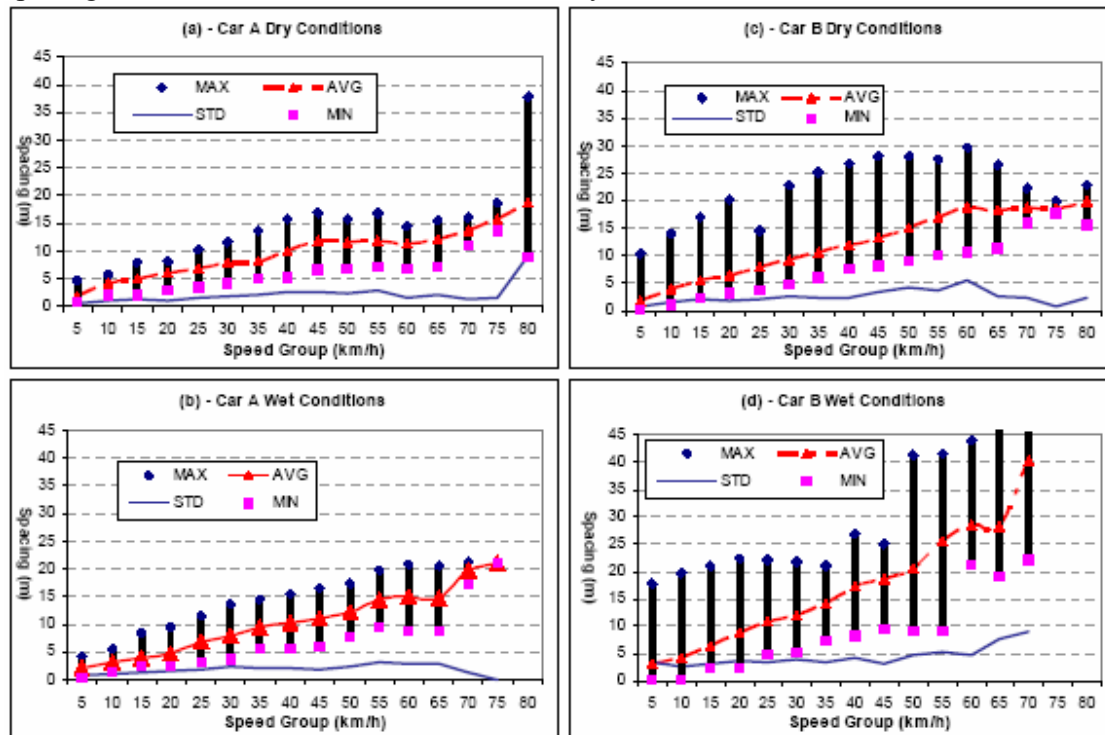 (a) - Car A Dry Conditions
45
40
35
30
25
20
15
10
5
0
Spacing (m)
MAX
AVG
STD
MIN
5 10 15 20 25 30 35 40 45 50 55 60 65 70 75 80
Speed Group (km/h)
(c) - Car B Dry Conditions
45
40
35
30
25
20
15
10
5
0
Spacing (m)
MAX
AVG
STD
MIN
5 10 15 20 25 30 35 40 45 50 55 60 65 70 75 80
Speed Group (km/h)
(b) - Car A Wet Conditions
45
40
35
30
25
20
15
10
5
0
Spacing (m)
MAX
AVG
STD
MIN
5 10 15 20 25 30 35 40 45 50 55 60 65 70 75 80
Speed Group (km/h)
(d) - Car B Wet Conditions
45
40
35
30
25
20
15
10
5
0
Spacing (m)
MAX
AVG
STD
MIN
5 10 15 20 25 30 35 40 45 50 55 60 65 70 75 80
Speed Group (km/h)